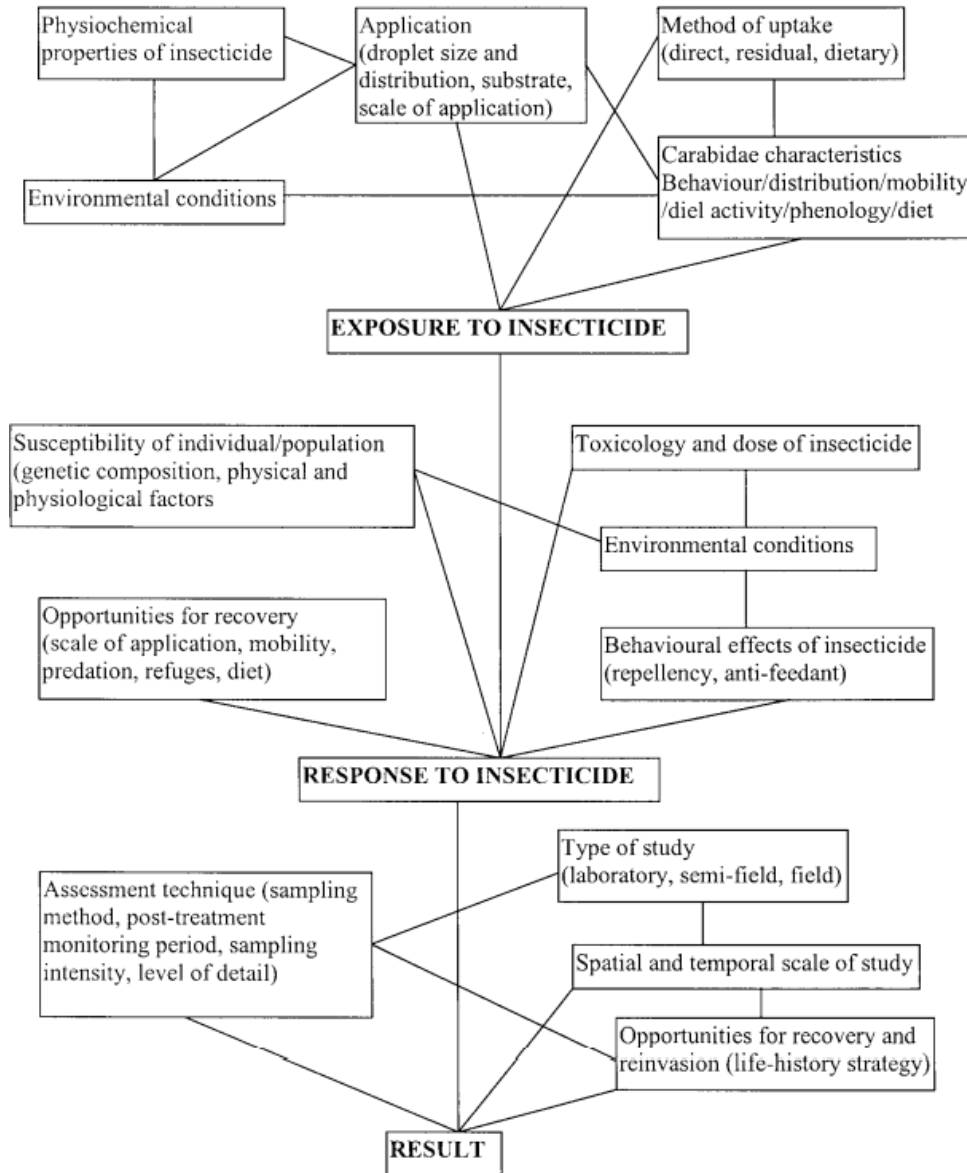 Physiochemical
properties of insecticide
Application
(droplet size and
distribution, substrate,
scale of application)
Method of uptake
(direct, residual, dietary)
Environmental conditions
Carabidae characteristics
Behaviour/distribution/mobility
/diel activity/phenology/diet
EXPOSURE TO INSECTICIDE
Susceptibility of individual/population
(genetic composition, physical and
physiological factors
Toxicology and dose of insecticide
Environmental conditions
Opportunities for recovery
(scale of application, mobility,
predation, refuges, diet)
Behavioural effects of insecticide
(repellency, anti-feedant)
RESPONSE TO INSECTICIDE
Type of study
(laboratory, semi-field, field)
Assessment technique (sampling
method, post-treatment
monitoring period, sampling
intensity, level of detail)
Spatial and temporal scale of study
Opportunities for recovery and
reinvasion (life-history strategy)
RESULT